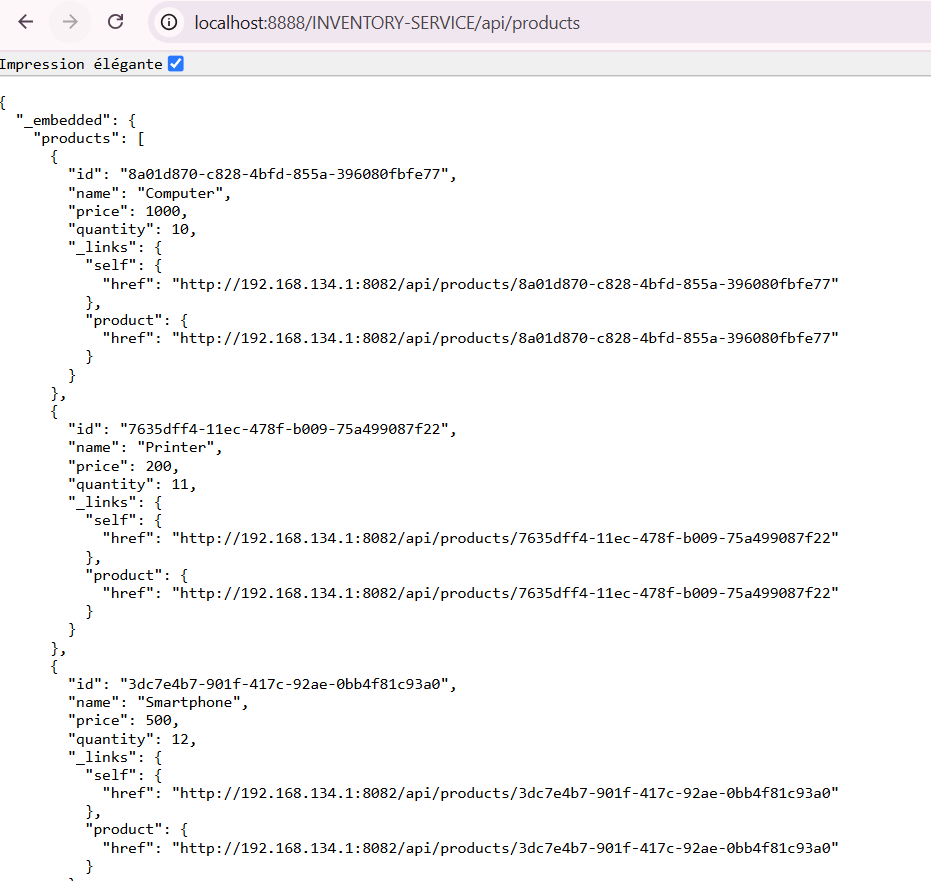 localhost:8888/INVENTORY-SERVICE/api/products
Impression élégante
{
  "_embedded": {
    "products": [
      {
        "id": "8a01d870-c828-4bfd-855a-396080fbfe77",
        "name": "Computer",
        "price": 1000,
        "quantity": 10,
        "_links": {
          "self": {
            "href": "http://192.168.134.1:8082/api/products/8a01d870-c828-4bfd-855a-396080fbfe77"
          },
          "product": {
            "href": "http://192.168.134.1:8082/api/products/8a01d870-c828-4bfd-855a-396080fbfe77"
          }
        }
      },
      {
        "id": "7635dff4-11ec-478f-b009-75a499087f22",
        "name": "Printer",
        "price": 200,
        "quantity": 11,
        "_links": {
          "self": {
            "href": "http://192.168.134.1:8082/api/products/7635dff4-11ec-478f-b009-75a499087f22"
          },
          "product": {
            "href": "http://192.168.134.1:8082/api/products/7635dff4-11ec-478f-b009-75a499087f22"
          }
        }
      },
      {
        "id": "3dc7e4b7-901f-417c-92ae-0bb4f81c93a0",
        "name": "Smartphone",
        "price": 500,
        "quantity": 12,
        "_links": {
          "self": {
            "href": "http://192.168.134.1:8082/api/products/3dc7e4b7-901f-417c-92ae-0bb4f81c93a0"
          },
          "product": {
            "href": "http://192.168.134.1:8082/api/products/3dc7e4b7-901f-417c-92ae-0bb4f81c93a0"
          }